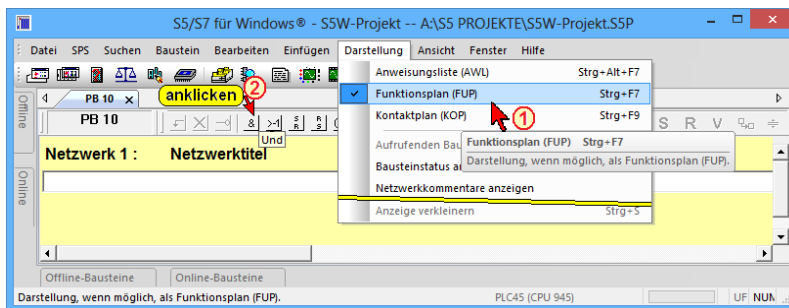 S5/S7 für Windows® - S5W-Projekt -- A:\S5 PROJEKTE\S5W-Projekt.S5P
Datei SPS Suchen Baustein Bearbeiten Einfügen Darstellung Ansicht Fenster Hilfe
Anweisungsliste (AWL) Strg+Alt+F7
Funktionsplan (FUP) Strg+F7
Kontaktplan (KOP) Strg+F9
Aufrufenden Bau
Funktionsplan (FUP) Strg+F7
Darstellung, wenn möglich, als Funktionsplan (FUP).
Bausteinstatus a
Netzwerkkommentare anzeigen
Anzeige verkleinern Strg+S
1
anklicken 2
Offline
PB 10 x
PB 10
& >-1 S R R S
S R V
Und
Netzwerk 1 : Netzwerktitel
Online
Offline-Bausteine Online-Bausteine
Darstellung, wenn möglich, als Funktionsplan (FUP). PLC45 (CPU 945) UF NUM